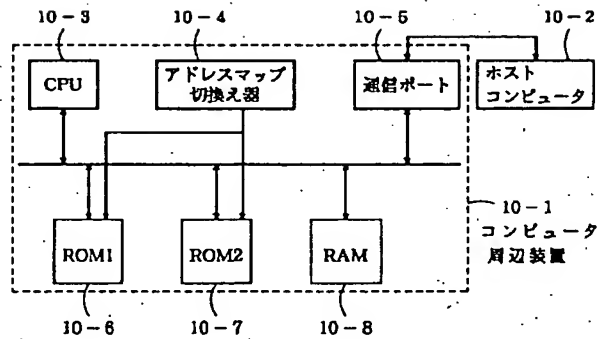 10-3
10-4
10-5
10-2
CPU
アドレスマップ
切換え器
通信ポート
ホスト
コンピュータ
ROM1
ROM2
RAM
10-1
コンピュータ
周辺装置
10-6
10-7
10-8